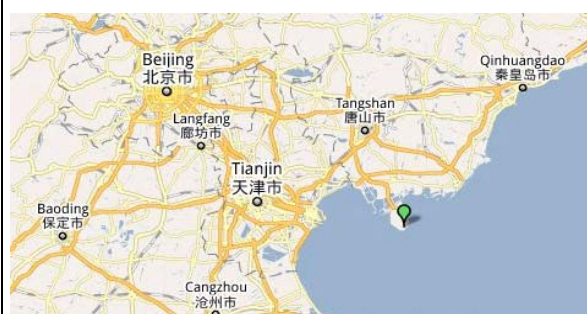 Beijing
北京市
Qinhuangdao
秦皇岛市
Tangshan
唐山市
Langfang
廊坊市
Tianjin
天津市
Baoding
保定市
Cangzhou
沧州市